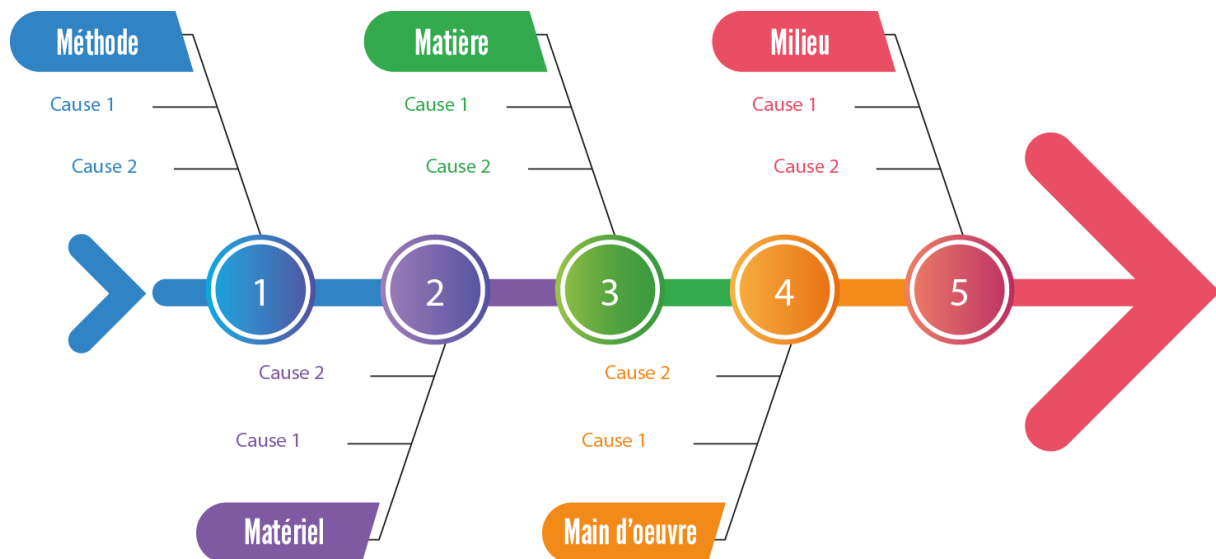 Méthode
Matière
Milieu
Cause 1
Cause 1
Cause 1
Cause 2
Cause 2
Cause 2
1
2
3
4
5
Cause 2
Cause 2
Cause 1
Cause 1
Matériel
Main d'oeuvre